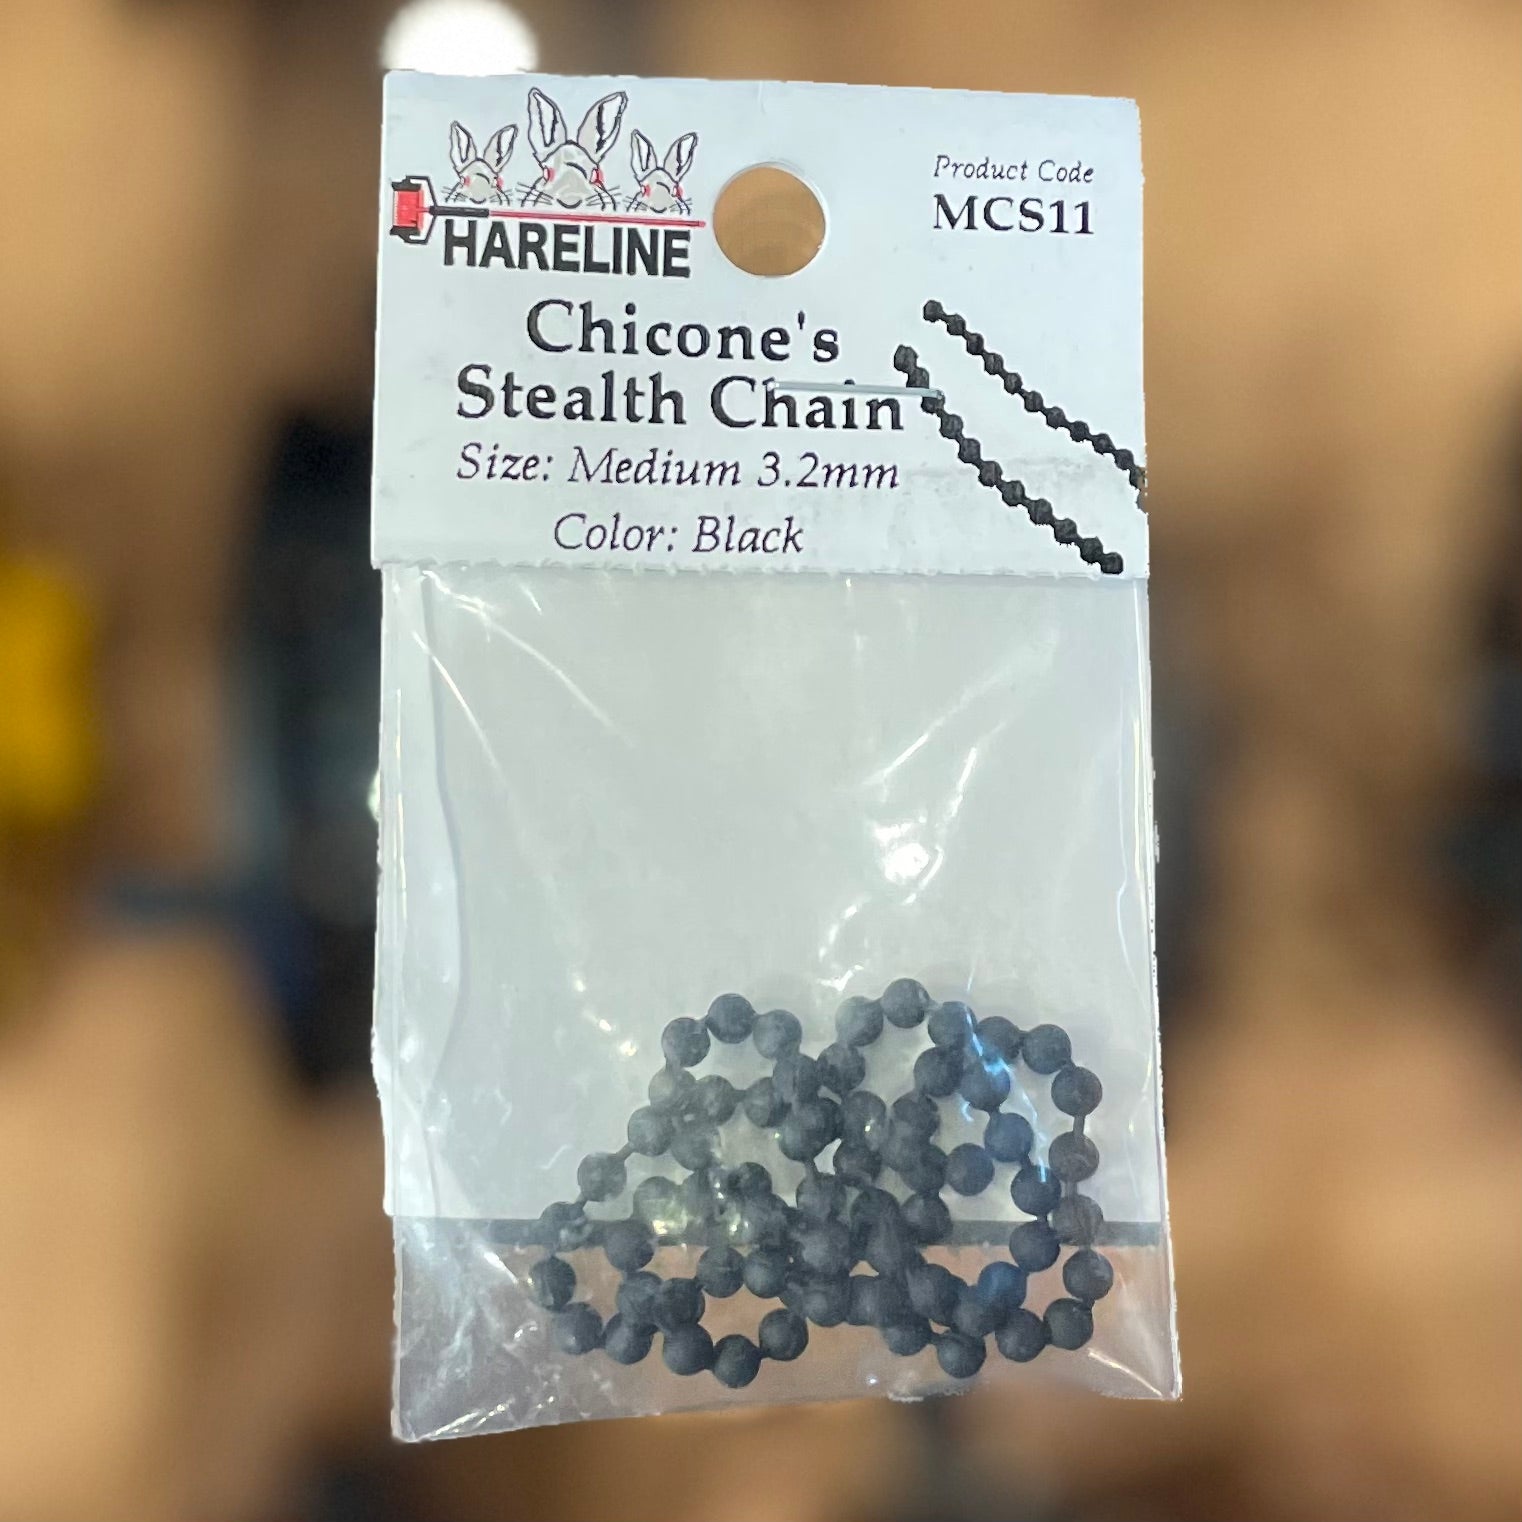 HARELINE
Product Code
MCS11
Chicone's
Stealth Chain
Size: Medium 3.2mm
Color: Black